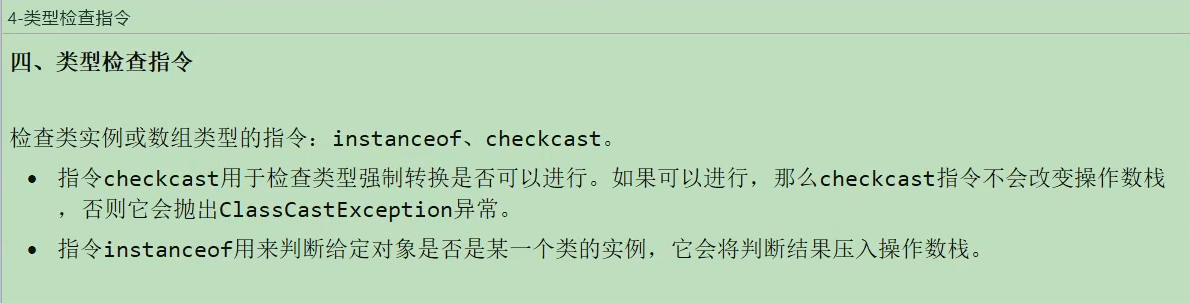 4-类型检查指令
四、类型检查指令
检查类实例或数组类型的指令：instanceof、checkcast。
• 指令checkcast用于检查类型强制转换是否可以进行。如果可以进行，那么checkcast指令不会改变操作数栈
，否则它会抛出ClassCastException异常。
• 指令instanceof用来判断给定对象是否是某一个类的实例，它会将判断结果压入操作数栈。